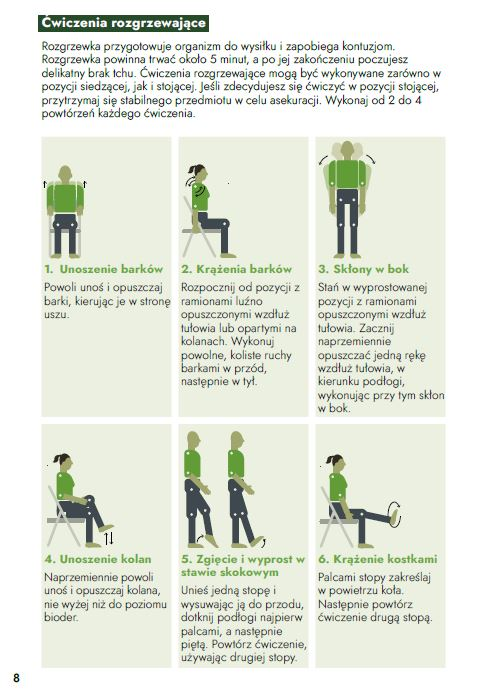 Ćwiczenia rozgrzewające
Rozgrzewka przygotowuje organizm do wysiłku i zapobiega kontuzjom.
Rozgrzewka powinna trwać około 5 minut, a po jej zakończeniu poczujesz
delikatny brak tchu. Ćwiczenia rozgrzewające mogą być wykonywane zarówno w
pozycji siedzącej, jak i stojącej. Jeśli zdecydujesz się ćwiczyć w pozycji stojącej,
przytrzymaj się stabilnego przedmiotu w celu asekuracji. Wykonaj od 2 do 4
powtórzeń każdego ćwiczenia.
1. Unoszenie barków
Powoli unoś i opuszczaj
barki, kierując je w stronę
uszu.
2. Krążenia barków
Rozpocznij od pozycji z
ramionami luźno
opuszczonymi wzdłuż
tułowia lub opartymi na
kolanach. Wykonuj
powolne, koliste ruchy
barkami w przód,
następnie w tył.
3. Skłony w bok
Stań w wyprostowanej
pozycji z ramionami
opuszczonymi wzdłuż
tułowia. Zacznij
naprzemiennie
opuszczać jedną rękę
wzdłuż tułowia, w
kierunku podłogi,
wykonując przy tym skłon
w bok.
4. Unoszenie kolan
Naprzemiennie powoli
unoś i opuszczaj kolana,
nie wyżej niż do poziomu
bioder.
5. Zgięcie i wyprost w
stawie skokowym
Unieś jedną stopę i
wysuwając ją do przodu,
dotknij podłogi najpierw
palcami, a następnie
piętą. Powtórz ćwiczenie,
używając drugiej stopy.
6. Krążenie kostkami
Palcami stopy zakreślaj
w powietrzu koła.
Następnie powtórz
ćwiczenie drugą stopą.
8